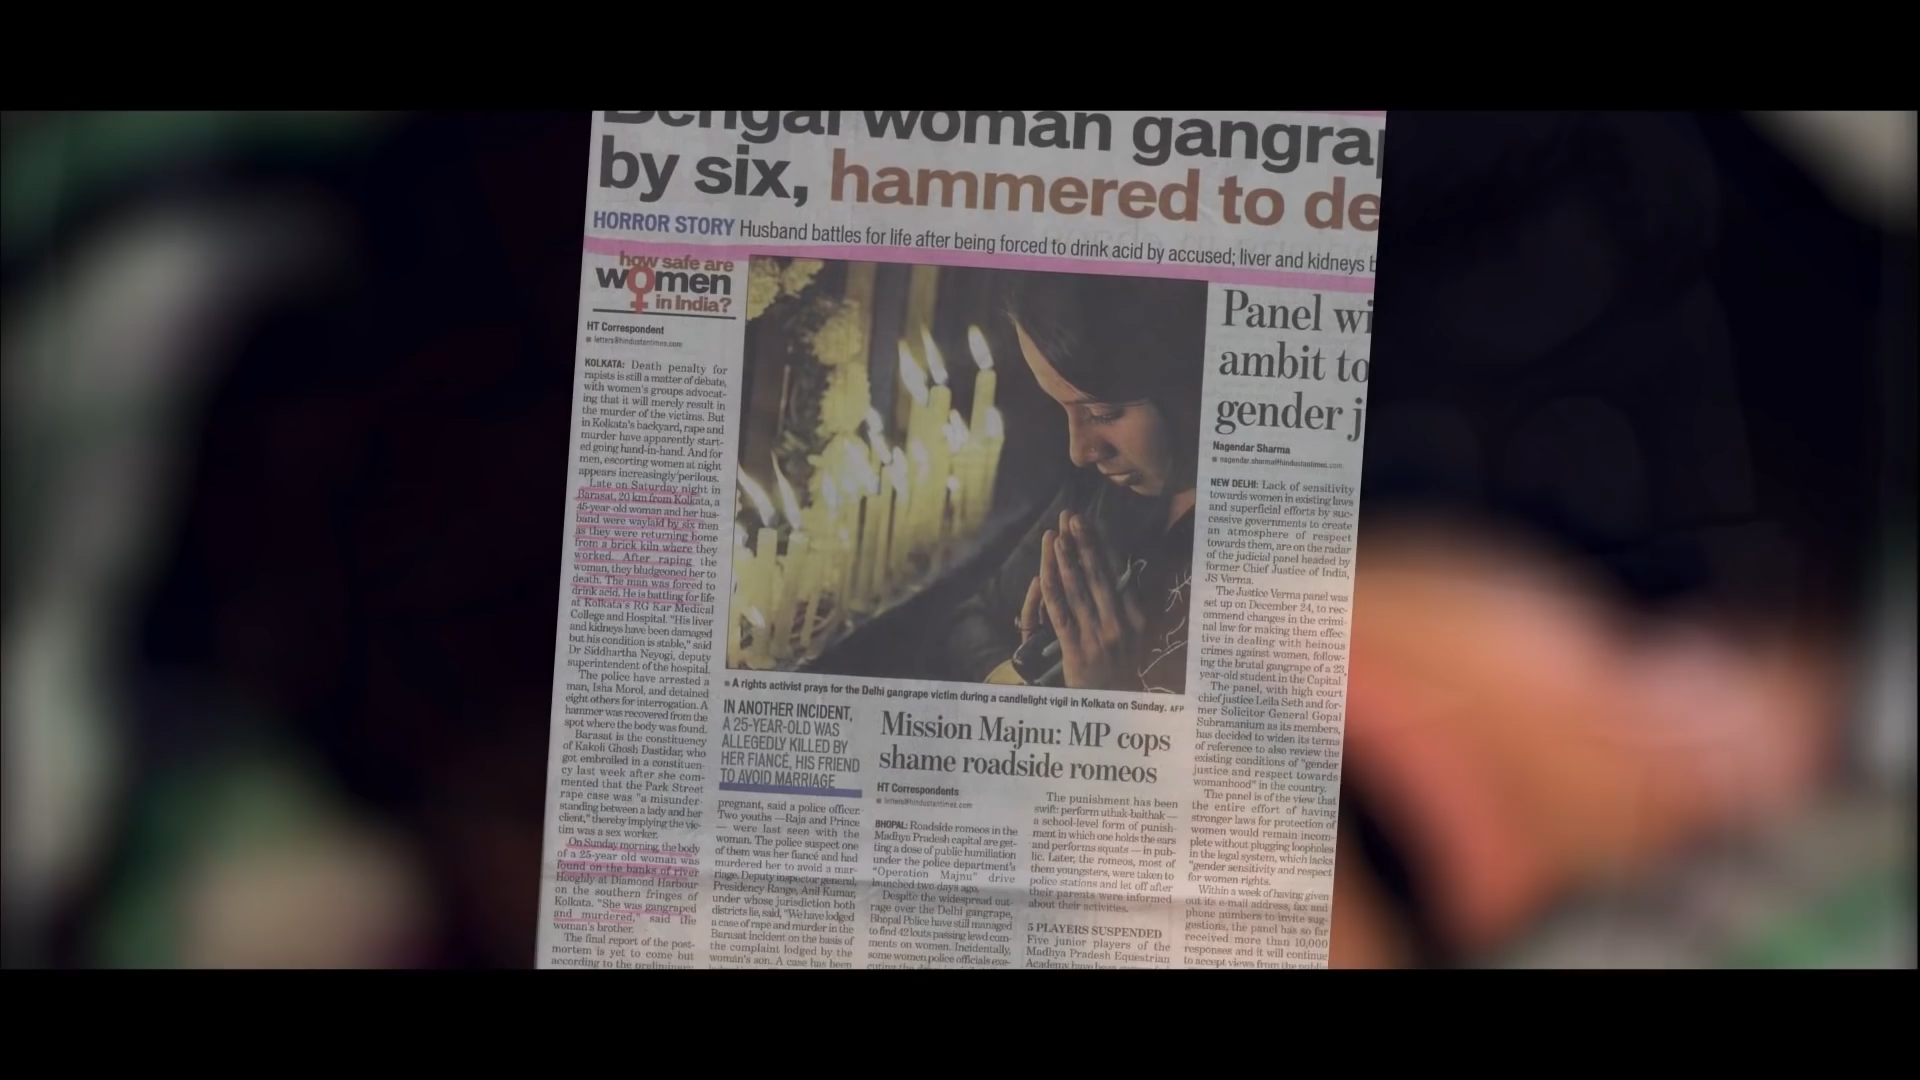 Bengal woman gangrap
by six, hammered to de
HORROR STORY Husband battles for life after being forced to drink acid by accused; liver and kidneys b
how safe are
women
in India?
HT Correspondent
letters@hindustantimes.com
KOLKATA: Death penalty for
rapists is still a matter of debate,
with women's groups advocat-
ing that it will merely result in
the murder of the victims. But
in Kolkata's backyard, rape and
murder have apparently start-
ed going hand-in-hand. And for
men, escorting women at night
appears increasingly perilous.
Late on Saturday night in
Barasat, 20 km from Kolkata, a
45-year-old woman and her hus-
band were waylaid by six men
as they were returning home
from a brick kiln where they
worked. After raping the
woman, they bludgeoned her to
death. The man was forced to
drink acid. He is battling for life
at Kolkata's RG Kar Medical
College and Hospital. "His liver
and kidneys have been damaged
but his condition is stable," said
Dr Siddhartha Neyogi, deputy
superintendent of the hospital.
The police have arrested a
man, Isha Morol, and detained
eight others for interrogation. A
hammer was recovered from the
spot where the body was found.
Barasat is the constituency
of Kakoli Ghosh Dastidar, who
got embroiled in a constituen-
cy last week after she com-
mented that the Park Street
rape case was "a misunder-
standing between a lady and her
client," thereby implying the vic-
tim was a sex worker.
On Sunday morning, the body
of a 25-year old woman was
found on the banks of river
Hooghly at Diamond Harbour
on the southern fringes of
Kolkata. "She was gangraped
and murdered," said the
woman's brother.
The final report of the post-
mortem is yet to come but
according to the preliminary
A rights activist prays for the Delhi gangrape victim during a candlelight vigil in Kolkata on Sunday. AFP
IN ANOTHER INCIDENT,
A 25-YEAR-OLD WAS
ALLEGEDLY KILLED BY
HER FIANCÉ, HIS FRIEND
TO AVOID MARRIAGE
pregnant, said a police officer.
Two youths —Raja and Prince
— were last seen with the
woman. The police suspect one
of them was her fiancé and had
murdered her to avoid a mar-
riage. Deputy inspector general,
Presidency Range, Anil Kumar,
under whose jurisdiction both
districts lie, said, "We have lodged
a case of rape and murder in the
Barasat incident on the basis of
the complaint lodged by the
woman's son. A case has been
Mission Majnu: MP cops
shame roadside romeos
HT Correspondents
letters@hindustantimes.com
BHOPAL: Roadside romeos in the
Madhya Pradesh capital are get-
ting a dose of public humiliation
under the police department's
"Operation Majnu" drive
launched two days ago.
Despite the widespread out-
rage over the Delhi gangrape,
Bhopal Police have still managed
to find 42 louts passing lewd com-
ments on women. Incidentally,
some women police officials exe-
The punishment has been
swift: perform uthak-baithak —
a school-level form of punish-
ment in which one holds the ears
and performs squats — in pub-
lic. Later, the romeos, most of
them youngsters, were taken to
police stations and let off after
their parents were informed
about their activities.
5 PLAYERS SUSPENDED
Five junior players of the
Madhya Pradesh Equestrian
Academy have been
Panel wi
ambit to
gender j
Nagendar Sharma
nagendar.sharma@hindustantimes.com
NEW DELHI: Lack of sensitivity
towards women in existing laws
and superficial efforts by suc-
cessive governments to create
an atmosphere of respect
towards them, are on the radar
of the judicial panel headed by
former Chief Justice of India,
JS Verma.
The Justice Verma panel was
set up on December 24, to rec-
ommend changes in the crimi-
nal law for making them effec-
tive in dealing with heinous
crimes against women, follow-
ing the brutal gangrape of a 23
year-old student in the Capital
The panel, with high court
chief justice Leila Seth and for-
mer Solicitor General Gopal
Subramanium as its members,
has decided to widen its terms
of reference to also review the
existing conditions of "gender
justice and respect towards
womanhood" in the country.
The panel is of the view that
the entire effort of having
stronger laws for protection of
women would remain incom-
plete without plugging loopholes
in the legal system, which lacks
"gender sensitivity and respect
for women rights.
Within a week of having given
out its e-mail address, fax and
phone numbers to invite sug-
gestions, the panel has so far
received more than 10,000
responses and it will continue
to accept views from the public